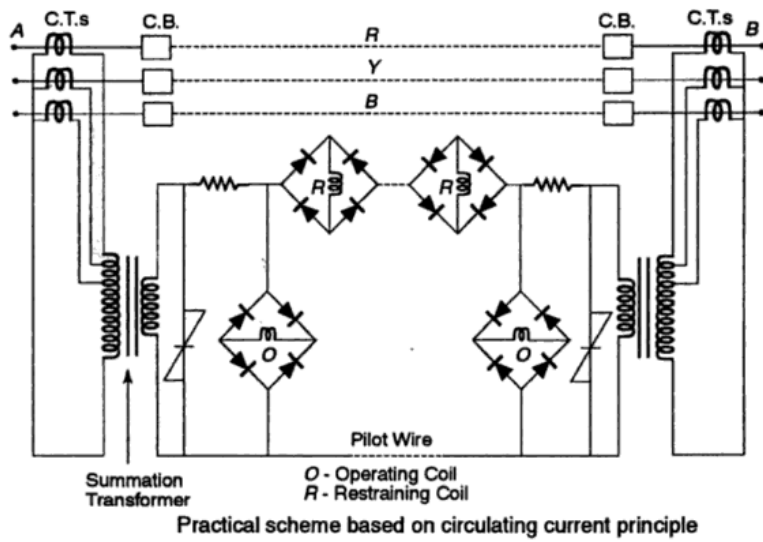 A C.T.s C.B. C.B. C.T.s B
R
Y
B
R R
O O
Pilot Wire
O - Operating Coil
R - Restraining Coil
Summation
Transformer
Practical scheme based on circulating current principle